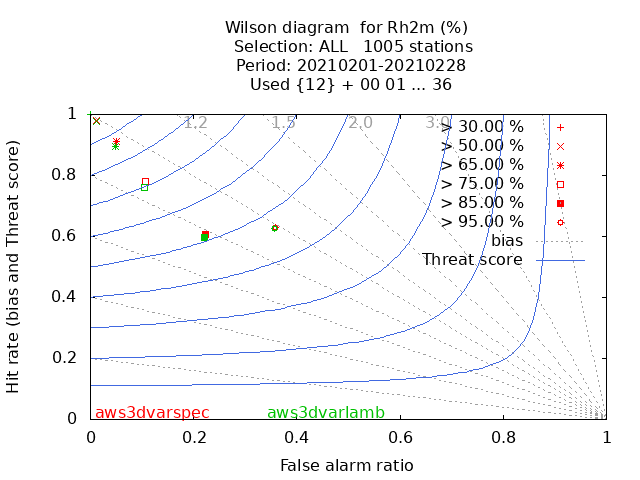 Wilson diagram  for Rh2m (%)
Selection: ALL   1005 stations
Period: 20210201-20210228
Used {12} + 00 01 ... 36
Hit rate (bias and Threat score)
1
0.8
0.6
0.4
0.2
0
1.2
1.5
2.0
3.0
> 30.00 %
> 50.00 %
> 65.00 %
> 75.00 %
> 85.00 %
> 95.00 %
bias
Threat score
aws3dvarspec
aws3dvarlamb
0
0.2
0.4
0.6
0.8
1
False alarm ratio